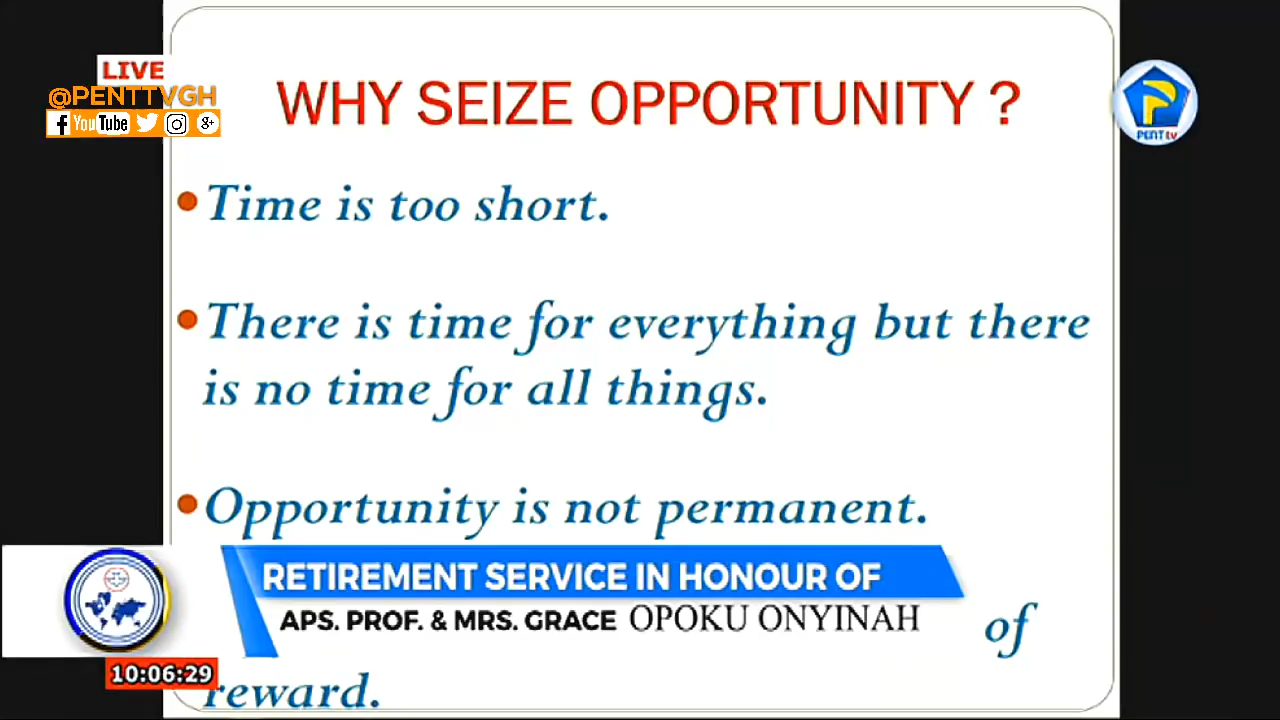 LIVE
@PENTTVGH
YouTube
WHY SEIZE OPPORTUNITY ?
PENT tv
• Time is too short.
• There is time for everything but there
is no time for all things.
• Opportunity is not permanent.
RETIREMENT SERVICE IN HONOUR OF
APS. PROF. & MRS. GRACE OPOKU ONYINAH
of
10:06:29
reward.